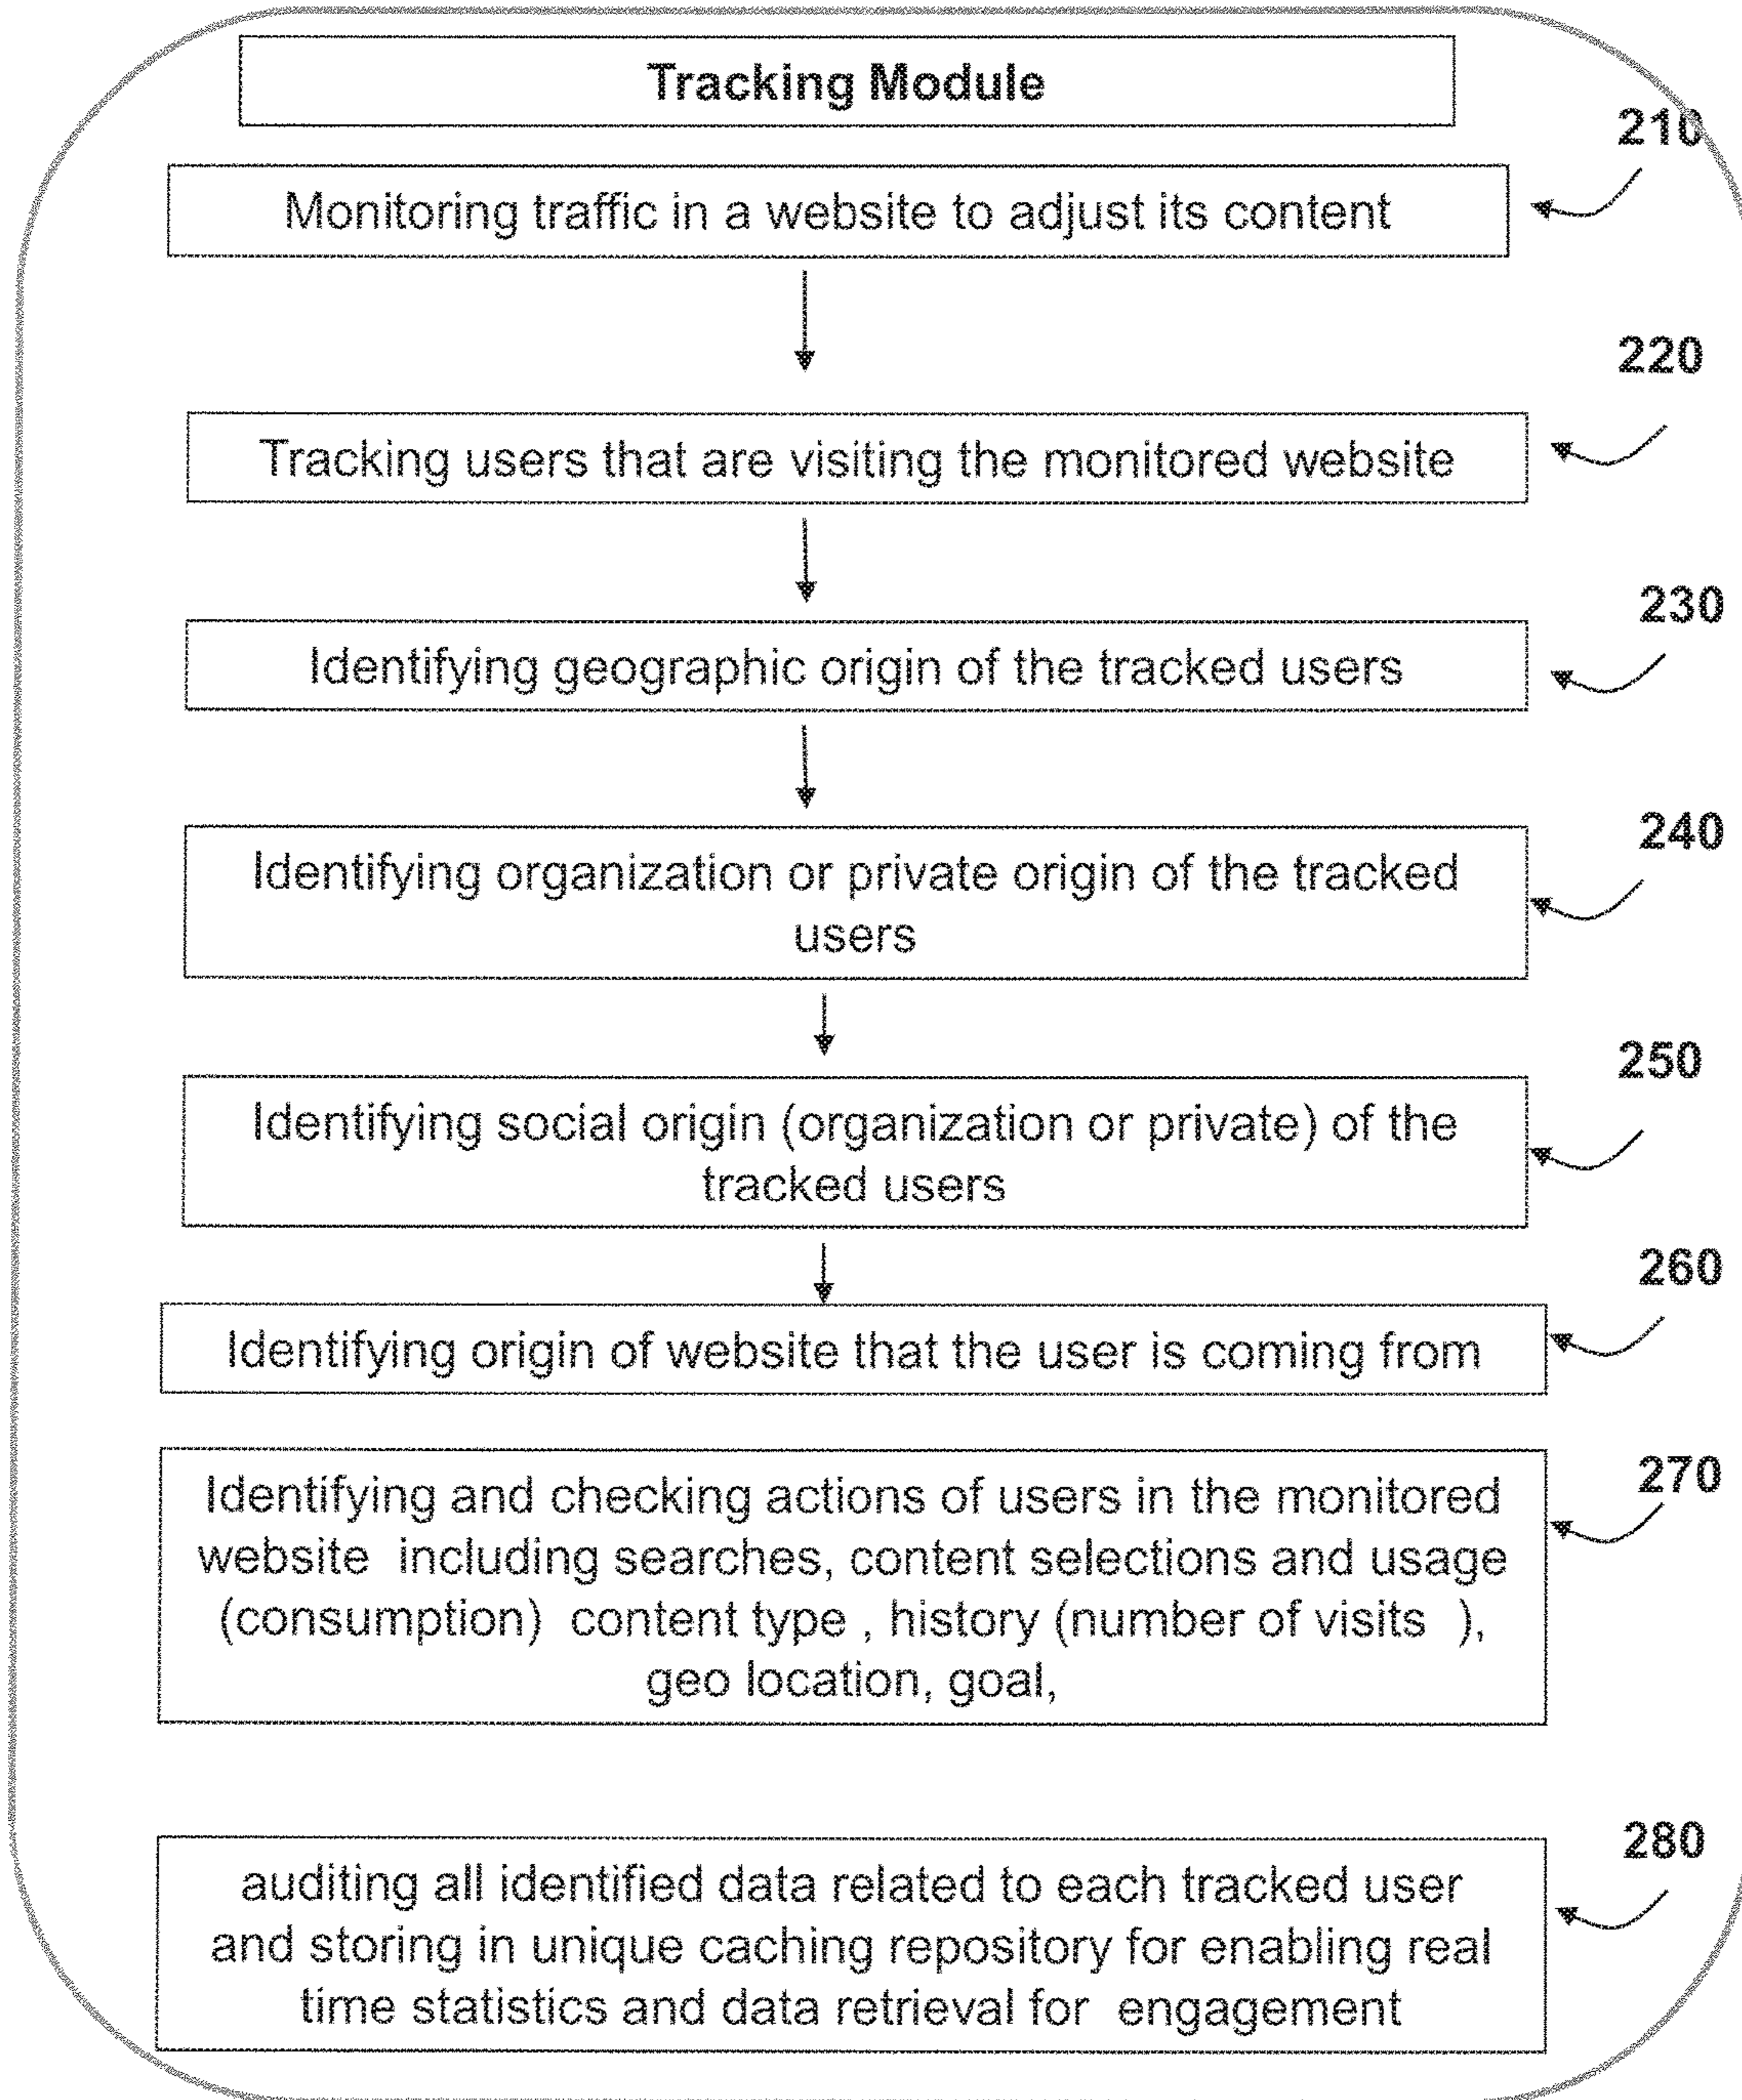 Tracking Module
210
Monitoring traffic in a website to adjust its content
220
Tracking users that are visiting the monitored website
230
Identifying geographic origin of the tracked users
240
Identifying organization or private origin of the tracked
users
250
Identifying social origin (organization or private) of the
tracked users
260
Identifying origin of website that the user is coming from
270
Identifying and checking actions of users in the monitored
website  including searches, content selections and usage
(consumption)  content type , history (number of visits  ),
geo location, goal,
280
auditing all identified data related to each tracked user
and storing in unique caching repository for enabling real
time statistics and data retrieval for  engagement